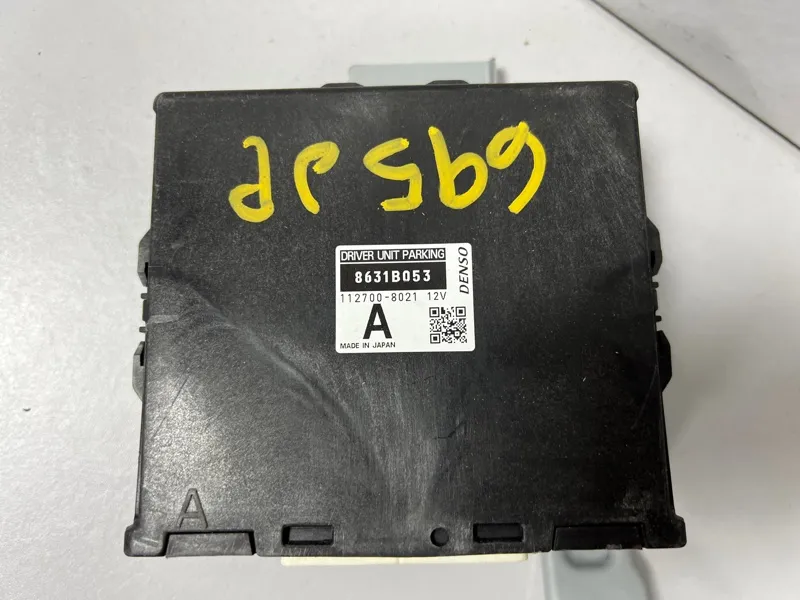 DRIVER UNIT PARKING
8631B053
112700-8021 12V
A
MADE IN JAPAN
DENSO
A